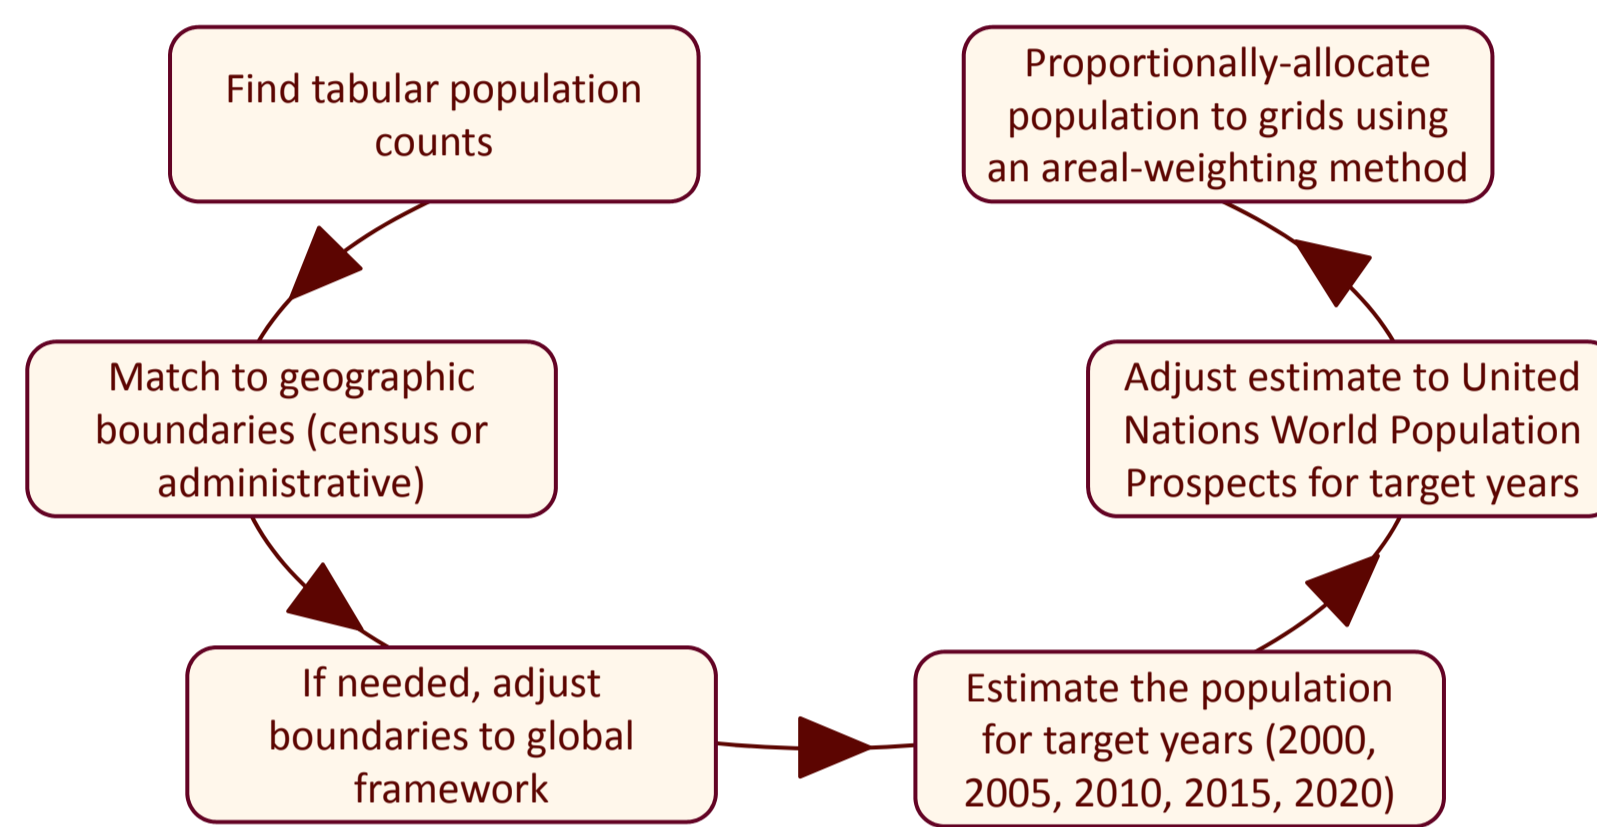 Find tabular population
counts
Match to geographic
boundaries (census or
administrative)
If needed, adjust
boundaries to global
framework
Estimate the population
for target years (2000,
2005, 2010, 2015, 2020)
Adjust estimate to United
Nations World Population
Prospects for target years
Proportionally-allocate
population to grids using
an areal-weighting method